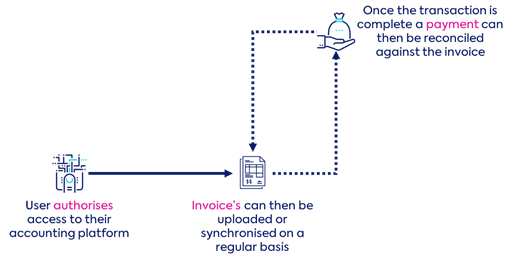 Once the transaction is
complete a payment can
then be reconciled
against the invoice
User authorises
access to their
accounting platform
Invoice's can then be
uploaded or
synchronised on a
regular basis